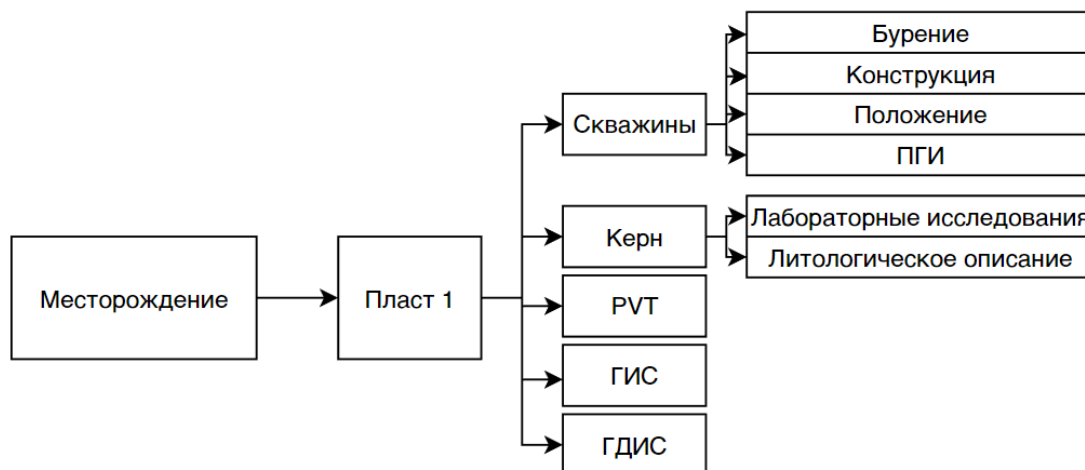 Месторождение
Пласт 1
Скважины
Бурение
Конструкция
Положение
ПГИ
Керн
Лабораторные исследования
Литологическое описание
PVT
ГИС
ГДИС